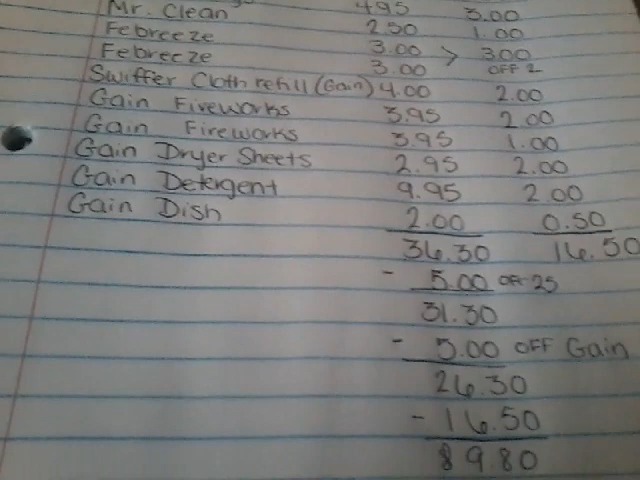 Mr. Clean 4.95 3.00
Febreeze 2.50 1.00
Febreeze 3.00 > 3.00
3.00 OFF 2
Swiffer Cloth refill (Gain) 4.00 2.00
Gain Fireworks 3.95 2.00
Gain Fireworks 3.95 1.00
Gain Dryer Sheets 2.95 2.00
Gain Detergent 9.95 2.00
Gain Dish 2.00 0.50
36.30 16.50
- 5.00 OFF 25
31.30
- 5.00 OFF Gain
26.30
- 16.50
$ 9.80